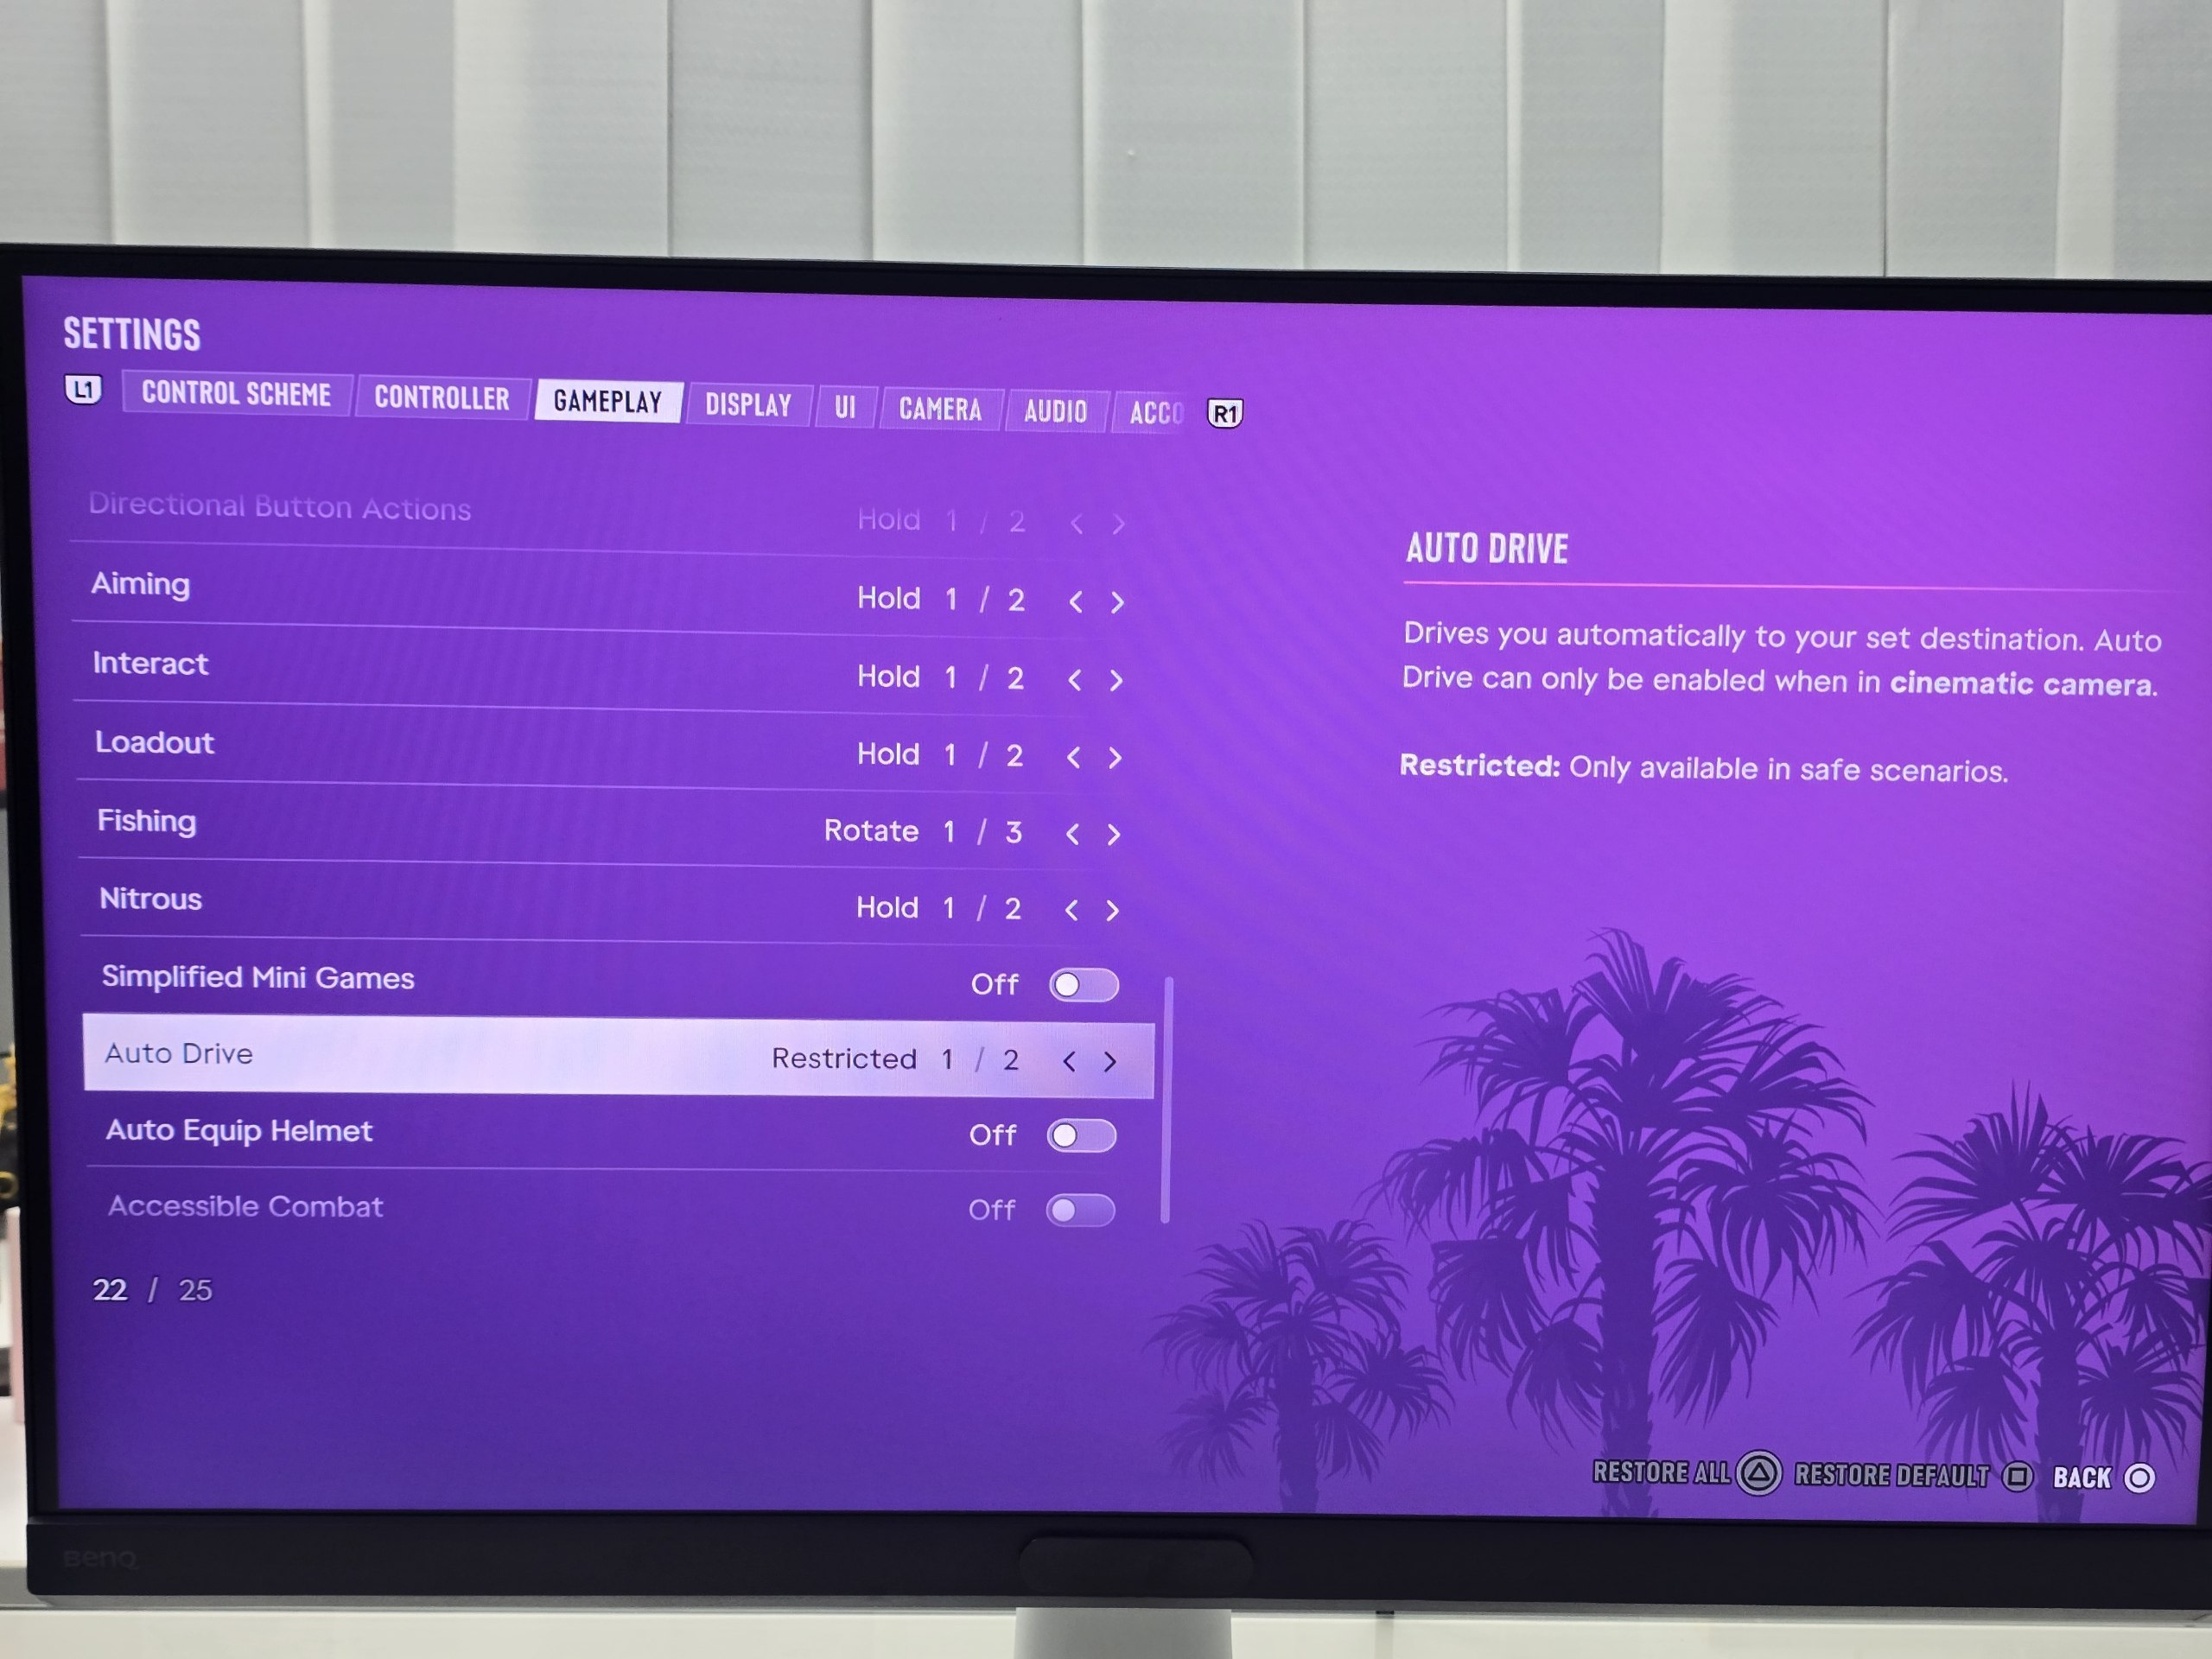 SETTINGS
L1 CONTROL SCHEME CONTROLLER GAMEPLAY DISPLAY UI CAMERA AUDIO ACCO R1
Directional Button Actions Hold 1 / 2 < >
Aiming Hold 1 / 2 < >
Interact Hold 1 / 2 < >
Loadout Hold 1 / 2 < >
Fishing Rotate 1 / 3 < >
Nitrous Hold 1 / 2 < >
Simplified Mini Games Off
Auto Drive Restricted 1 / 2 < >
Auto Equip Helmet Off
Accessible Combat Off
22 / 25
AUTO DRIVE
Drives you automatically to your set destination. Auto
Drive can only be enabled when in cinematic camera.
Restricted: Only available in safe scenarios.
RESTORE ALL RESTORE DEFAULT BACK
BenQ